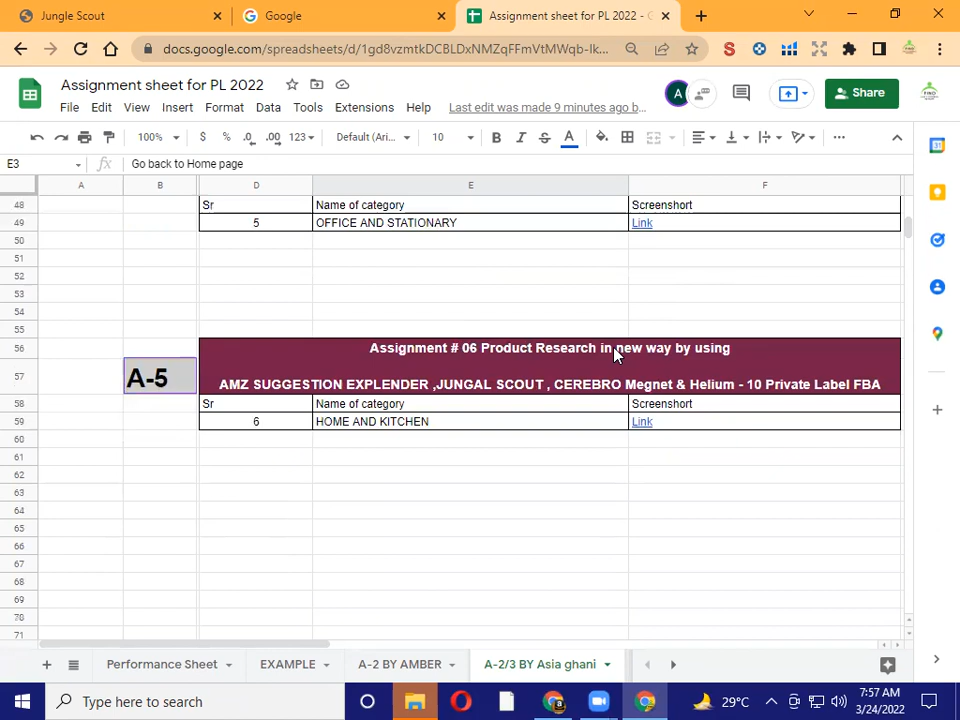 Jungle Scout
Google
Assignment sheet for PL 2022 - G
docs.google.com/spreadsheets/d/1gd8vzmtkDCBLDxNMZqFFmVtMWqb-Ik...
Assignment sheet for PL 2022
File Edit View Insert Format Data Tools Extensions Help Last edit was made 9 minutes ago b...
A
Share
100% $ % .0 .00 123 Default (Ari... 10 B I S A
E3 fx Go back to Home page
A B D E F
48 Sr Name of category Screenshort
49 5 OFFICE AND STATIONARY Link
50
51
52
53
54
55
56 Assignment # 06 Product Research in new way by using
57 A-5 AMZ SUGGESTION EXPLENDER ,JUNGAL SCOUT , CEREBRO Megnet & Helium - 10 Private Label FBA
58 Sr Name of category Screenshort
59 6 HOME AND KITCHEN Link
60
61
62
63
64
65
66
67
68
69
70
71
Performance Sheet EXAMPLE A-2 BY AMBER A-2/3 BY Asia ghani
Type here to search
29°C
7:57 AM
3/24/2022